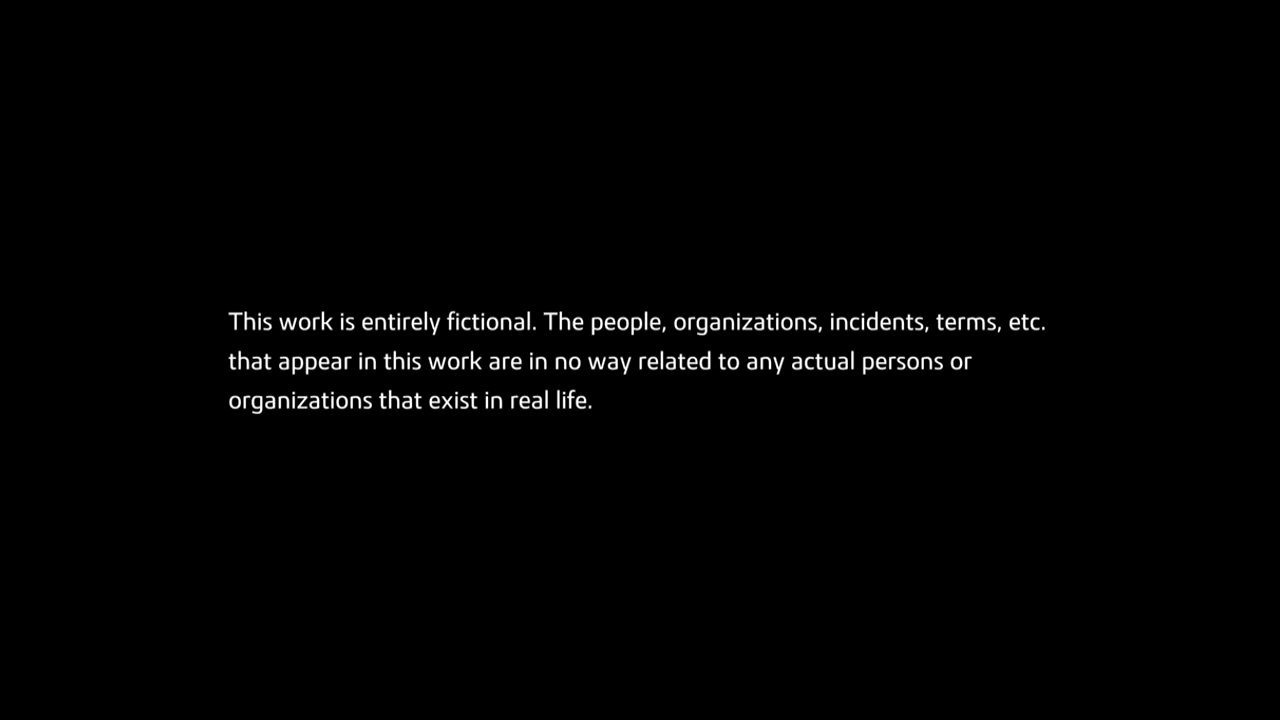 This work is entirely fictional. The people, organizations, incidents, terms, etc.
that appear in this work are in no way related to any actual persons or
organizations that exist in real life.